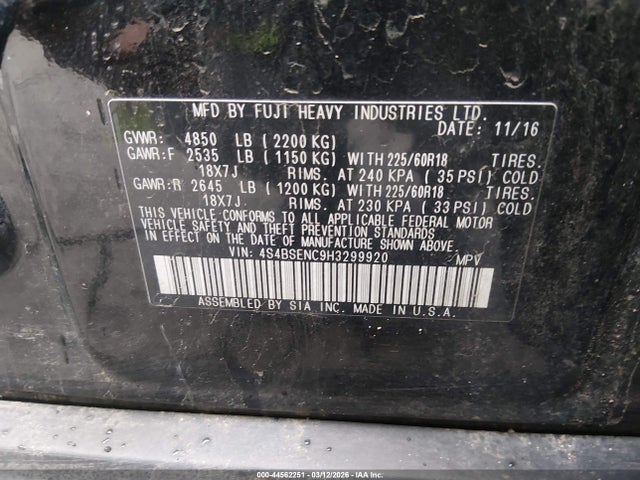 MFD BY FUJI HEAVY INDUSTRIES LTD.
DATE: 11/16
GVWR: 4850 LB (2200 KG)
GAWR:F 2535 LB (1150 KG) WITH 225/60R18 TIRES.
18X7J RIMS. AT 240 KPA (35 PSI) COLD
GAWR:R 2645 LB (1200 KG) WITH 225/60R18 TIRES.
18X7J RIMS. AT 230 KPA (33 PSI) COLD
THIS VEHICLE CONFORMS TO ALL APPLICABLE FEDERAL MOTOR
VEHICLE SAFETY AND THEFT PREVENTION STANDARDS
IN EFFECT ON THE DATE OF MANUFACTURE SHOWN ABOVE.
VIN: 4S4BSENC9H3299920 MPV
ASSEMBLED BY SIA INC. MADE IN U.S.A.
000-44562251 - 03/12/2026 - IAA